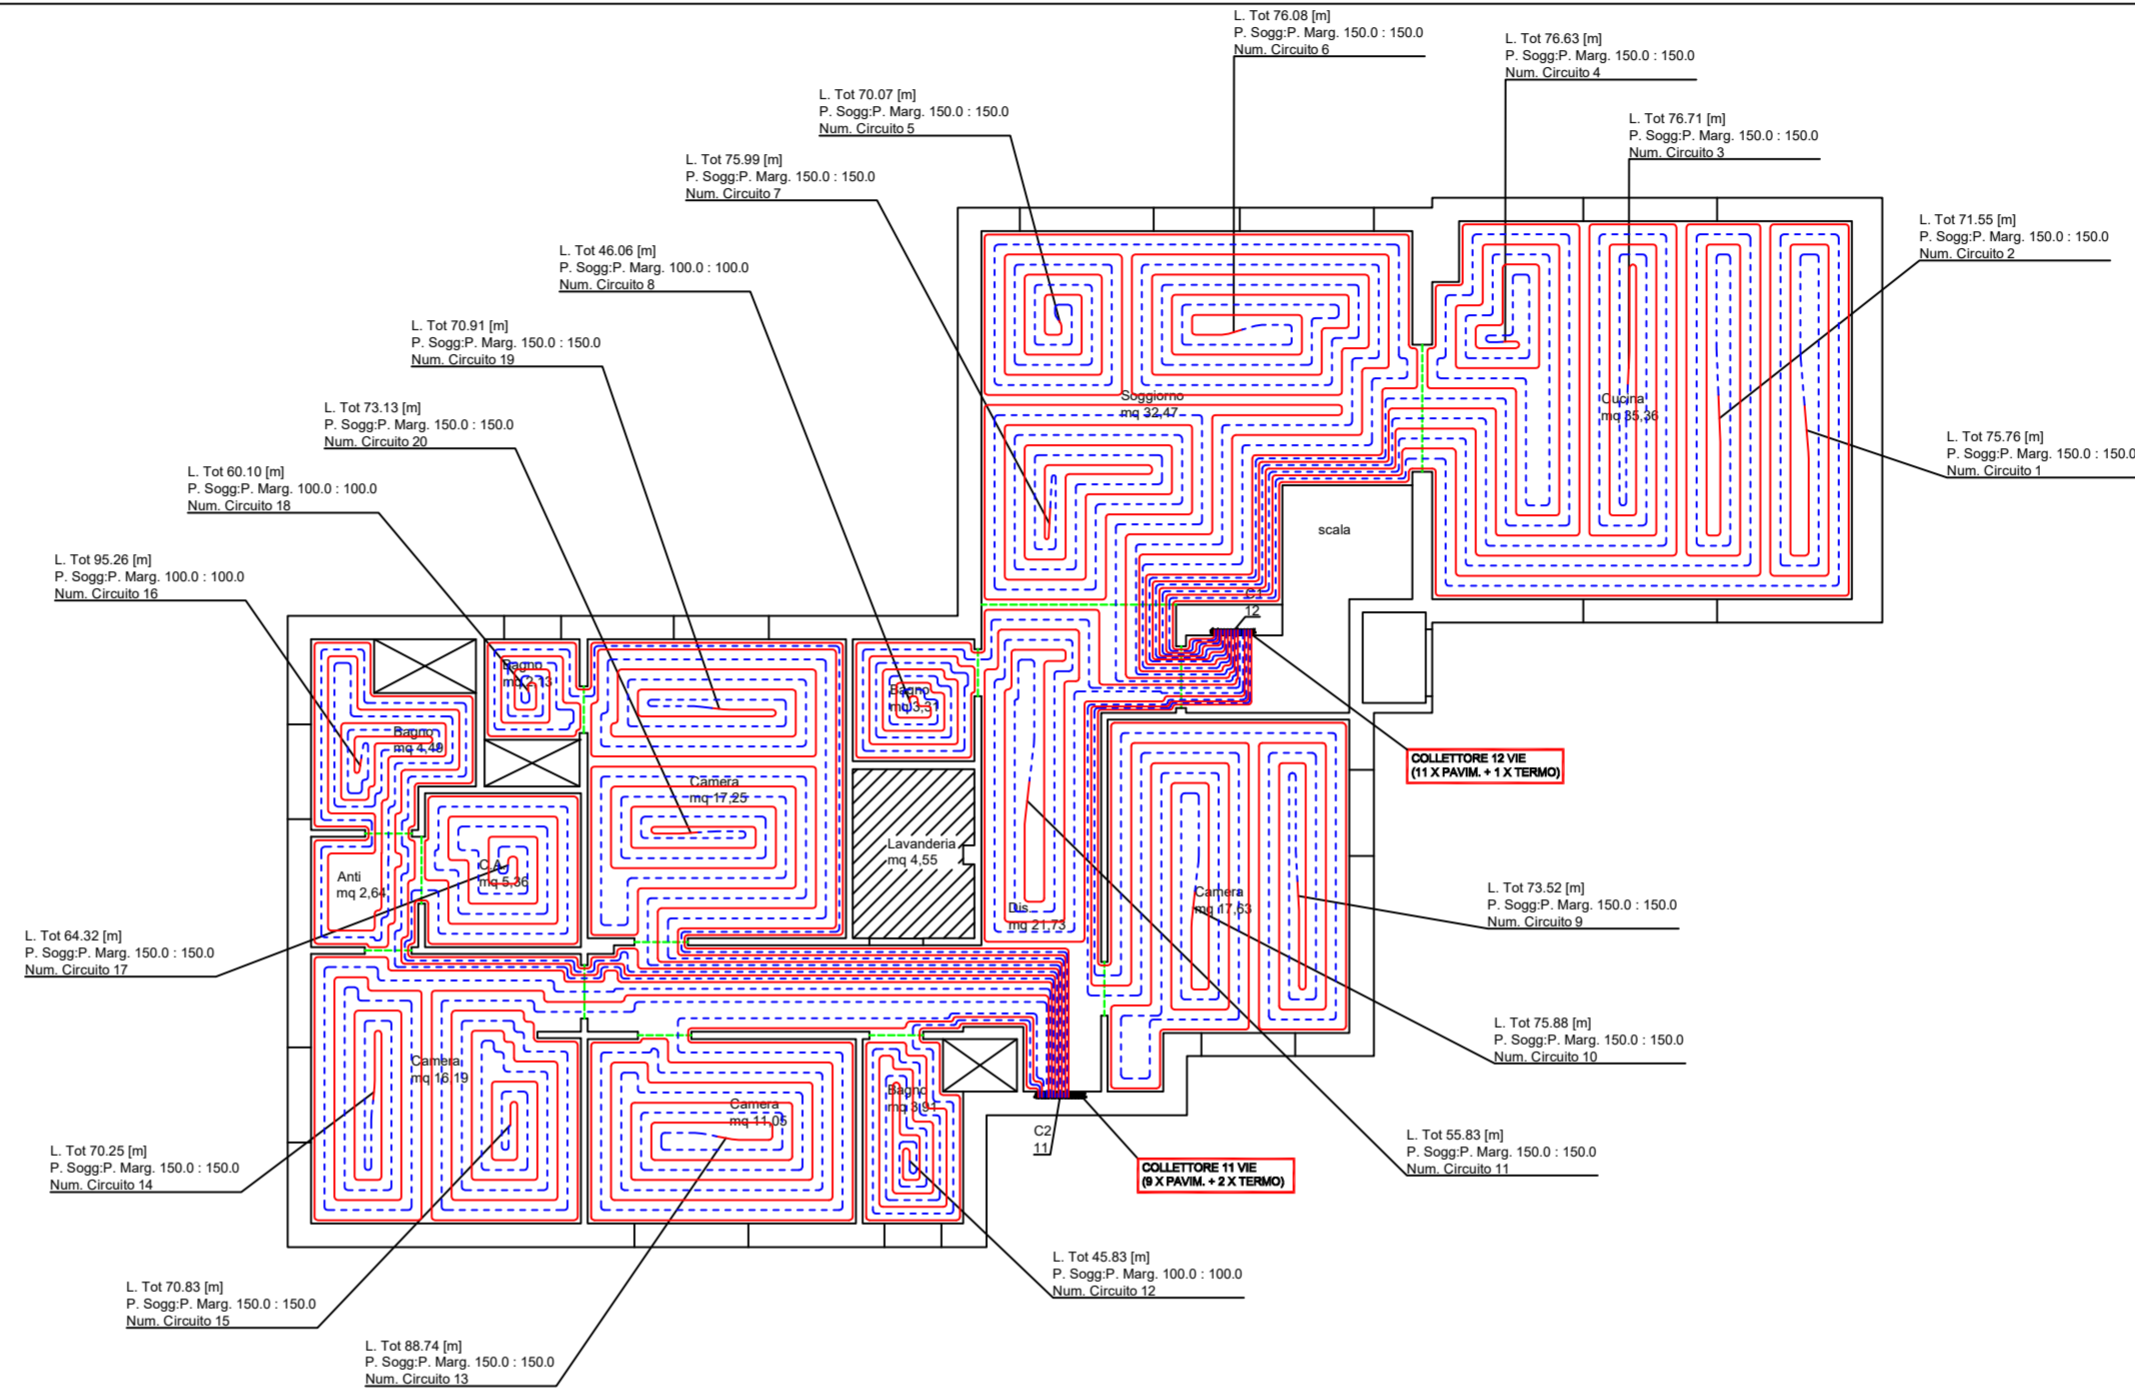 L. Tot 76.08 [m]
P. Sogg:P. Marg. 150.0 : 150.0
Num. Circuito 6
L. Tot 76.63 [m]
P. Sogg:P. Marg. 150.0 : 150.0
Num. Circuito 4
L. Tot 70.07 [m]
P. Sogg:P. Marg. 150.0 : 150.0
Num. Circuito 5
L. Tot 76.71 [m]
P. Sogg:P. Marg. 150.0 : 150.0
Num. Circuito 3
L. Tot 75.99 [m]
P. Sogg:P. Marg. 150.0 : 150.0
Num. Circuito 7
L. Tot 71.55 [m]
P. Sogg:P. Marg. 150.0 : 150.0
Num. Circuito 2
L. Tot 46.06 [m]
P. Sogg:P. Marg. 100.0 : 100.0
Num. Circuito 8
L. Tot 70.91 [m]
P. Sogg:P. Marg. 150.0 : 150.0
Num. Circuito 19
L. Tot 73.13 [m]
P. Sogg:P. Marg. 150.0 : 150.0
Num. Circuito 20
Soggiorno
mq 32,47
Cucina
mq 35,36
L. Tot 75.76 [m]
P. Sogg:P. Marg. 150.0 : 150.0
Num. Circuito 1
L. Tot 60.10 [m]
P. Sogg:P. Marg. 100.0 : 100.0
Num. Circuito 18
scala
L. Tot 95.26 [m]
P. Sogg:P. Marg. 100.0 : 100.0
Num. Circuito 16
C1
12
Bagno
mq 2,13
Bagno
mq 3,31
Bagno
mq 4,49
COLLETTORE 12 VIE
(11 X PAVIM. + 1 X TERMO)
Camera
mq 17,25
Lavanderia
mq 4,55
C.A.
mq 5,36
Anti
mq 2,64
Camera
mq 17,63
Dis.
mq 21,73
L. Tot 73.52 [m]
P. Sogg:P. Marg. 150.0 : 150.0
Num. Circuito 9
L. Tot 64.32 [m]
P. Sogg:P. Marg. 150.0 : 150.0
Num. Circuito 17
L. Tot 75.88 [m]
P. Sogg:P. Marg. 150.0 : 150.0
Num. Circuito 10
Camera
mq 16,19
Camera
mq 11,05
Bagno
mq 3,91
C2
11
L. Tot 55.83 [m]
P. Sogg:P. Marg. 150.0 : 150.0
Num. Circuito 11
COLLETTORE 11 VIE
(9 X PAVIM. + 2 X TERMO)
L. Tot 70.25 [m]
P. Sogg:P. Marg. 150.0 : 150.0
Num. Circuito 14
L. Tot 45.83 [m]
P. Sogg:P. Marg. 100.0 : 100.0
Num. Circuito 12
L. Tot 70.83 [m]
P. Sogg:P. Marg. 150.0 : 150.0
Num. Circuito 15
L. Tot 88.74 [m]
P. Sogg:P. Marg. 150.0 : 150.0
Num. Circuito 13